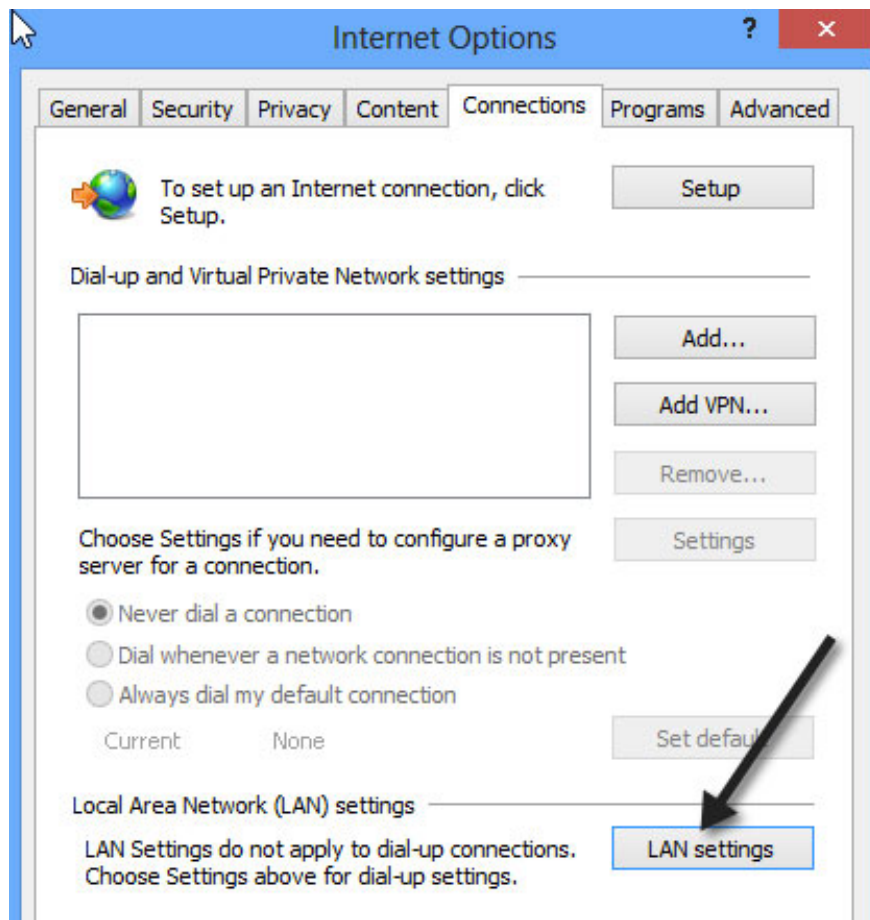 Internet Options
?
General Security Privacy Content Connections Programs Advanced
To set up an Internet connection, click
Setup.
Setup
Dial-up and Virtual Private Network settings
Add...
Add VPN...
Remove...
Choose Settings if you need to configure a proxy
server for a connection.
Settings
Never dial a connection
Dial whenever a network connection is not present
Always dial my default connection
Current None
Set default
Local Area Network (LAN) settings
LAN Settings do not apply to dial-up connections.
Choose Settings above for dial-up settings.
LAN settings